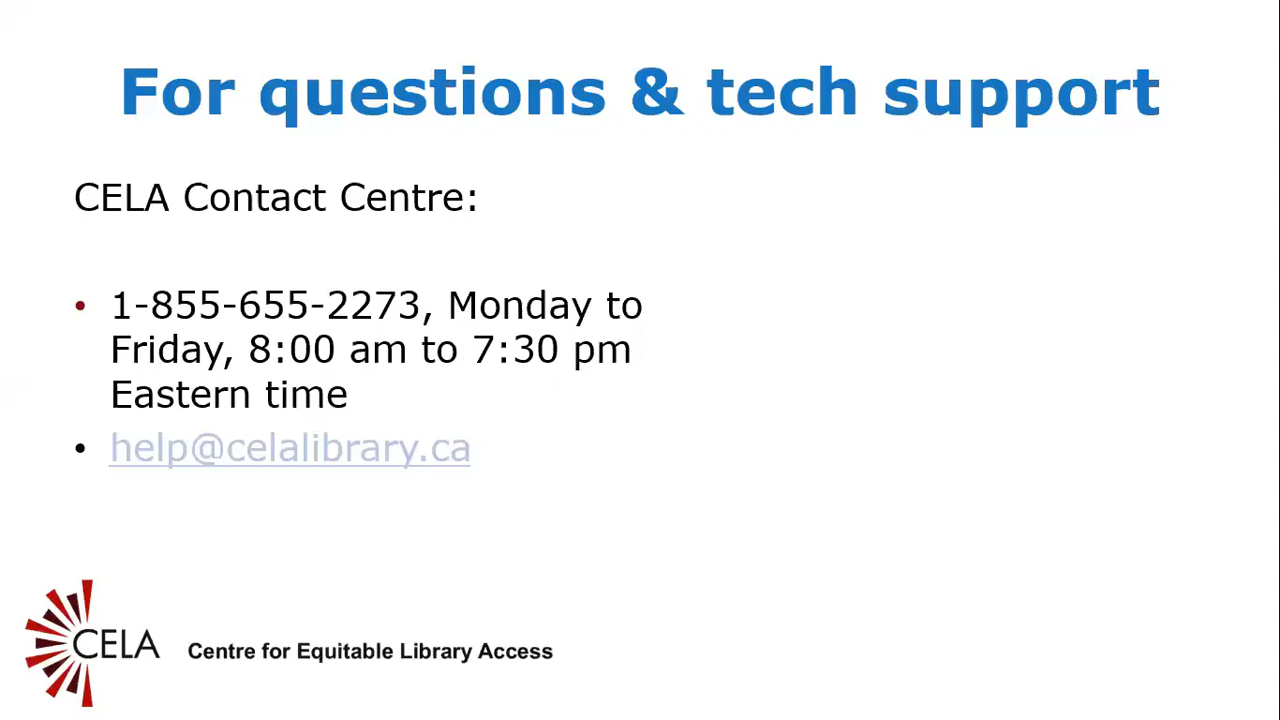 For questions & tech support
CELA Contact Centre:
• 1-855-655-2273, Monday to
Friday, 8:00 am to 7:30 pm
Eastern time
• help@celalibrary.ca
CELA
Centre for Equitable Library Access